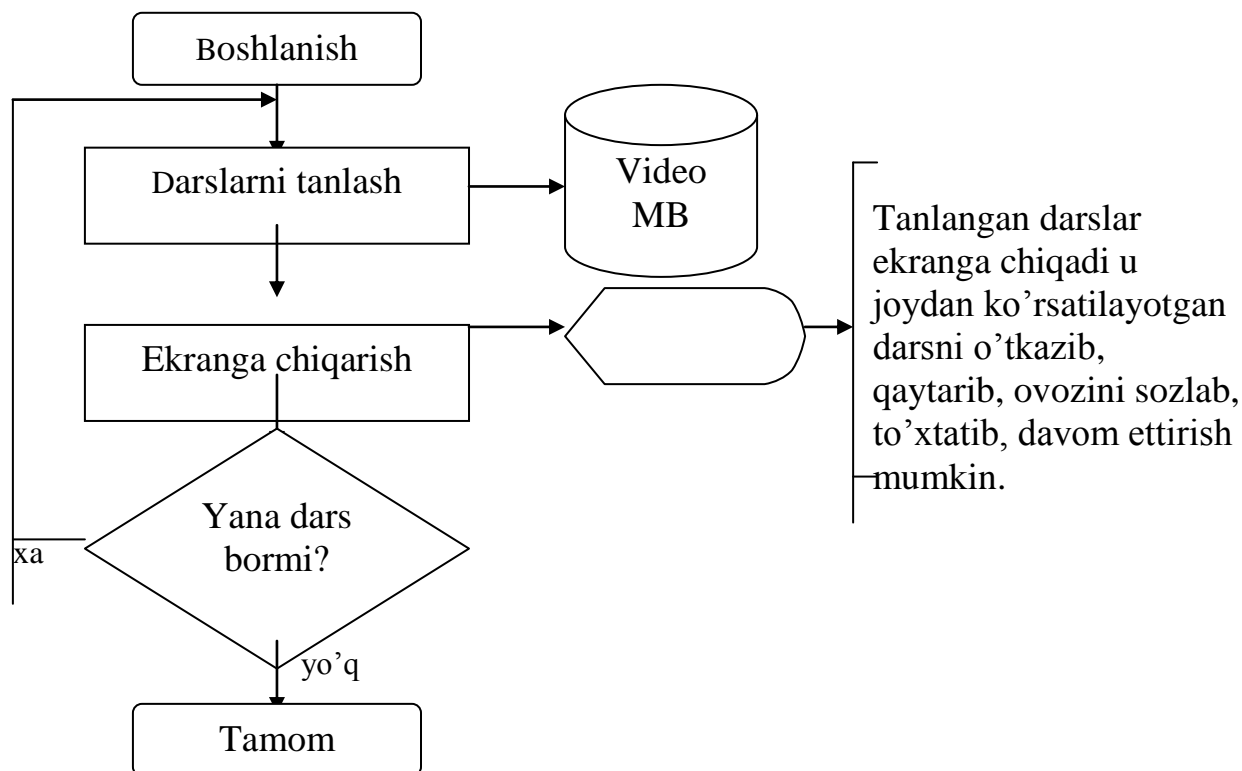 Boshlanish
Darslarni tanlash
Video
MB
Tanlangan darslar
ekranga chiqadi u
joydan ko’rsatilayotgan
darsni o’tkazib,
qaytarib, ovozini sozlab,
to’xtatib, davom ettirish
mumkin.
Ekranga chiqarish
Yana dars
bormi?
xa
yo’q
Tamom